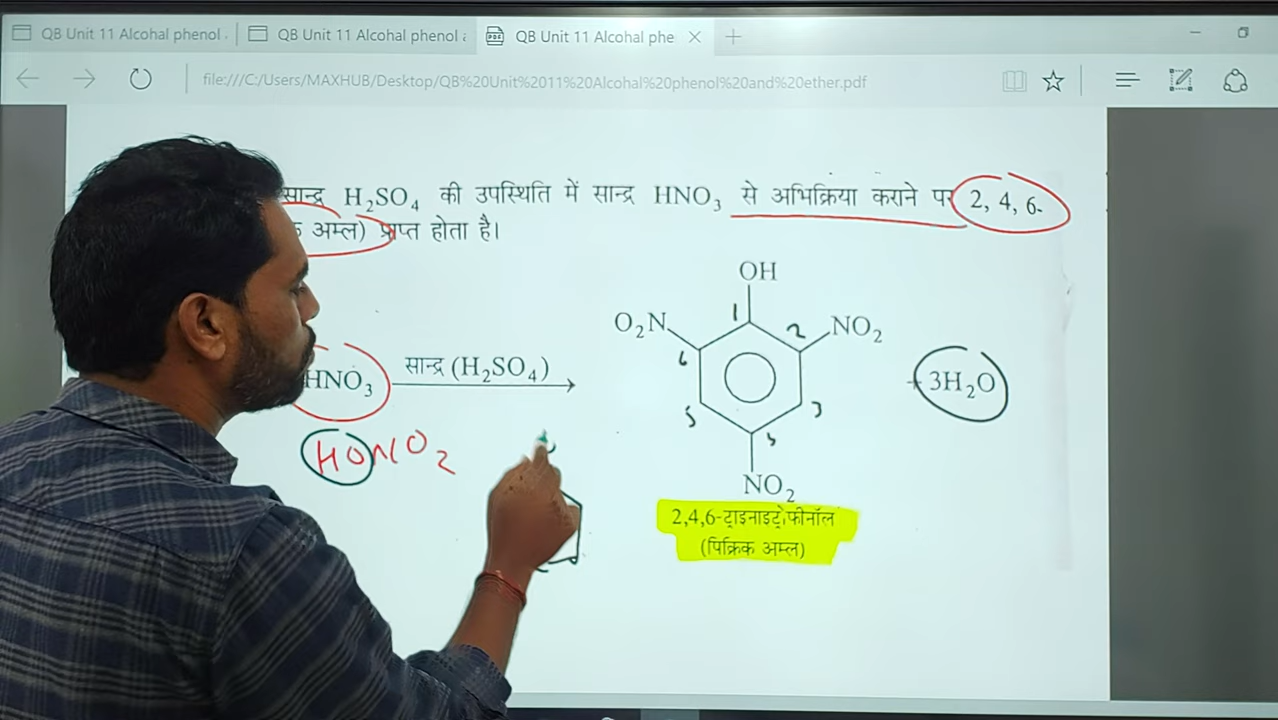 QB Unit 11 Alcohal phenol QB Unit 11 Alcohal phenol a QB Unit 11 Alcohal phe
file:///C:/Users/MAXHUB/Desktop/QB%20Unit%2011%20Alcohal%20phenol%20and%20ether.pdf
सान्द्र H₂SO₄ की उपस्थिति में सान्द्र HNO₃ से अभिक्रिया कराने पर 2, 4, 6-
क अम्ल) प्राप्त होता है।
OH
O₂N 1 2 NO₂
6
HNO₃ सान्द्र (H₂SO₄) + 3H₂O
5 3
HONO₂
NO₂
2,4,6-ट्राइनाइट्रोफीनॉल
(पिक्रिक अम्ल)